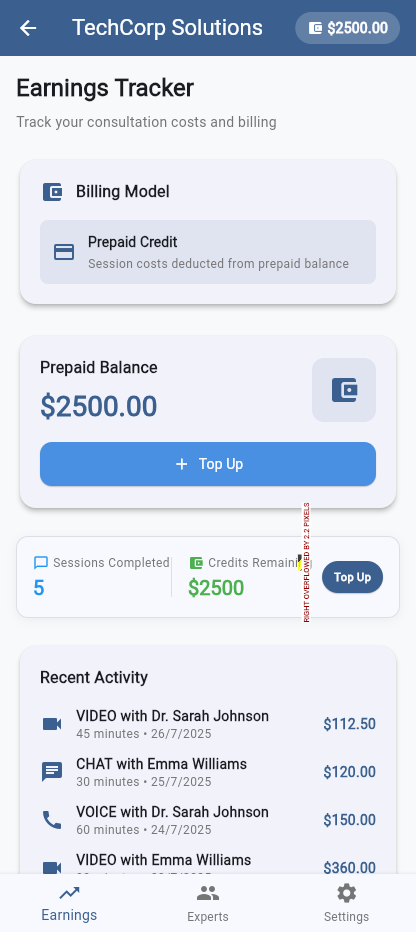 TechCorp Solutions
$2500.00
Earnings Tracker
Track your consultation costs and billing
Billing Model
Prepaid Credit
Session costs deducted from prepaid balance
Prepaid Balance
$2500.00
+ Top Up
Sessions Completed
5
Credits Remaini
$2500
RIGHT OVERFLOWED BY 2.2 PIXELS
Top Up
Recent Activity
VIDEO with Dr. Sarah Johnson
45 minutes • 26/7/2025
$112.50
CHAT with Emma Williams
30 minutes • 25/7/2025
$120.00
VOICE with Dr. Sarah Johnson
60 minutes • 24/7/2025
$150.00
VIDEO with Emma Williams
$360.00
Earnings
Experts
Settings